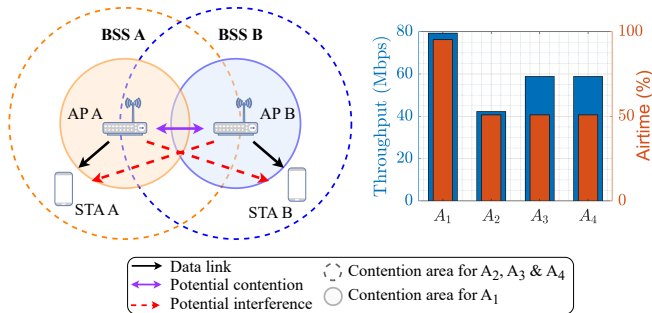 BSS A
BSS B
AP A
AP B
STA A
STA B
Throughput (Mbps)
80
60
40
20
0
100
50
0
Airtime (%)
A₁
A₂
A₃
A₄
Data link
Potential contention
Potential interference
Contention area for A₂, A₃ & A₄
Contention area for A₁